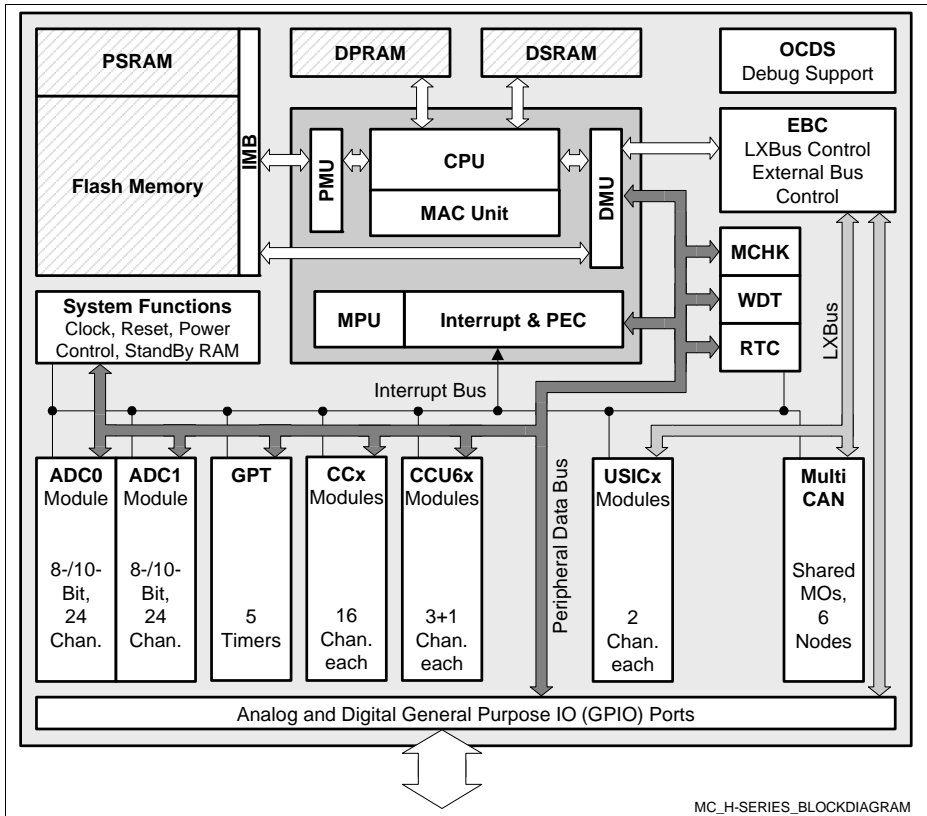 PSRAM
Flash Memory
IMB
DPRAM
DSRAM
OCDS
Debug Support
PMU
CPU
MAC Unit
DMU
EBC
LXBus Control
External Bus
Control
MPU
Interrupt & PEC
MCHK
WDT
RTC
LXBus
System Functions
Clock, Reset, Power
Control, StandBy RAM
Interrupt Bus
ADC0
Module
8-/10-
Bit,
24
Chan.
ADC1
Module
8-/10-
Bit,
24
Chan.
GPT
5
Timers
CCx
Modules
16
Chan.
each
CCU6x
Modules
3+1
Chan.
each
Peripheral Data Bus
USICx
Modules
2
Chan.
each
Multi
CAN
Shared
MOs,
6
Nodes
Analog and Digital General Purpose IO (GPIO) Ports
MC_H-SERIES_BLOCKDIAGRAM